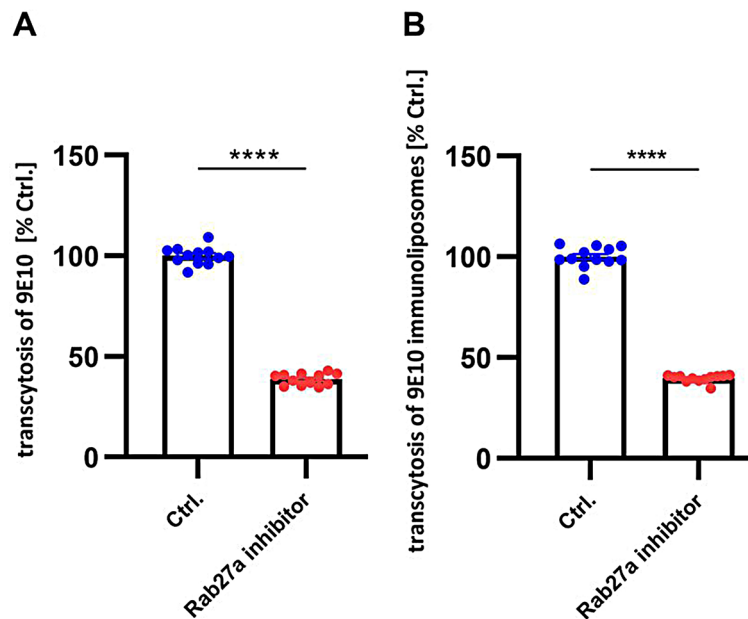 A
transcytosis of 9E10 [% Ctrl.]
150
100
50
0
****
Ctrl.
Rab27a inhibitor
B
transcytosis of 9E10 immunoliposomes [% Ctrl.]
150
100
50
0
****
Ctrl.
Rab27a inhibitor